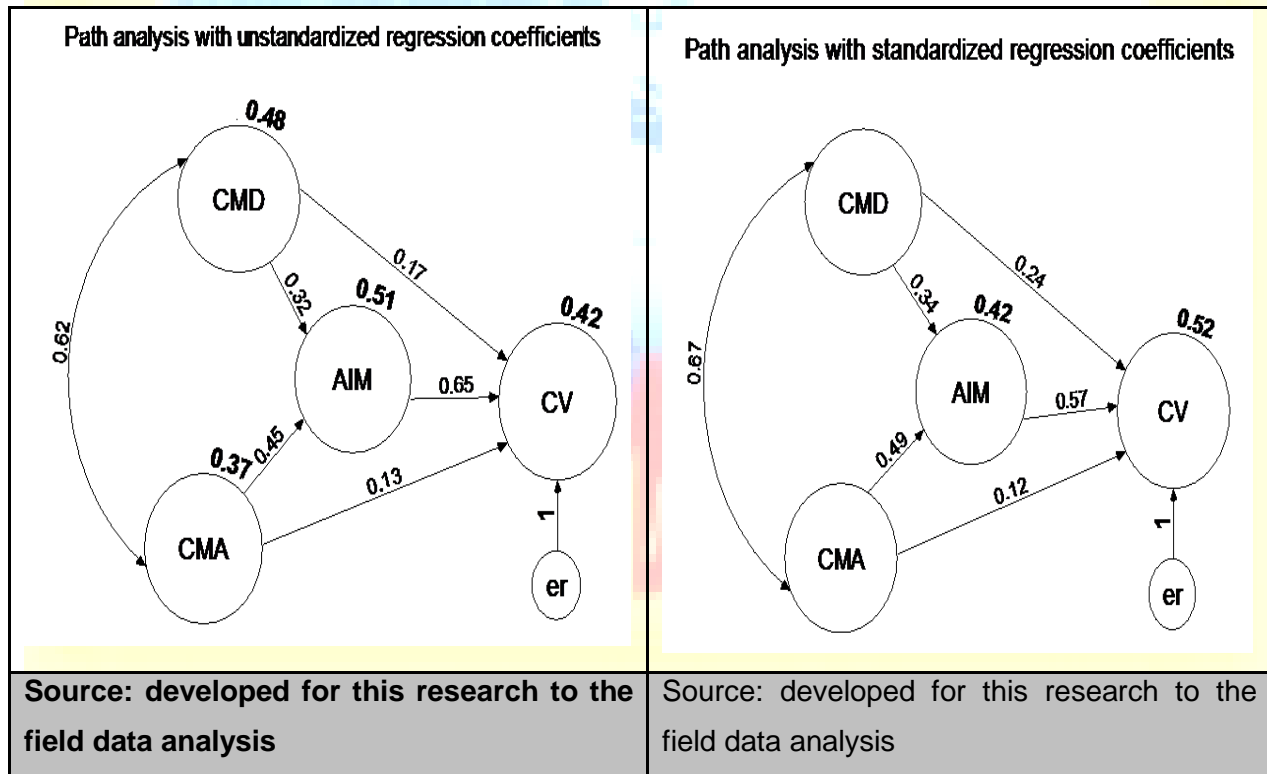 Path analysis with unstandardized regression coefficients
0.48
CMD
0.17
0.32
0.51
0.42
0.62
AIM
0.65
CV
0.45
0.37
0.13
CMA
1
er
Source: developed for this research to the
field data analysis
Path analysis with standardized regression coefficients
CMD
0.24
0.34
0.42
0.52
0.67
AIM
0.57
CV
0.49
0.12
CMA
1
er
Source: developed for this research to the
field data analysis